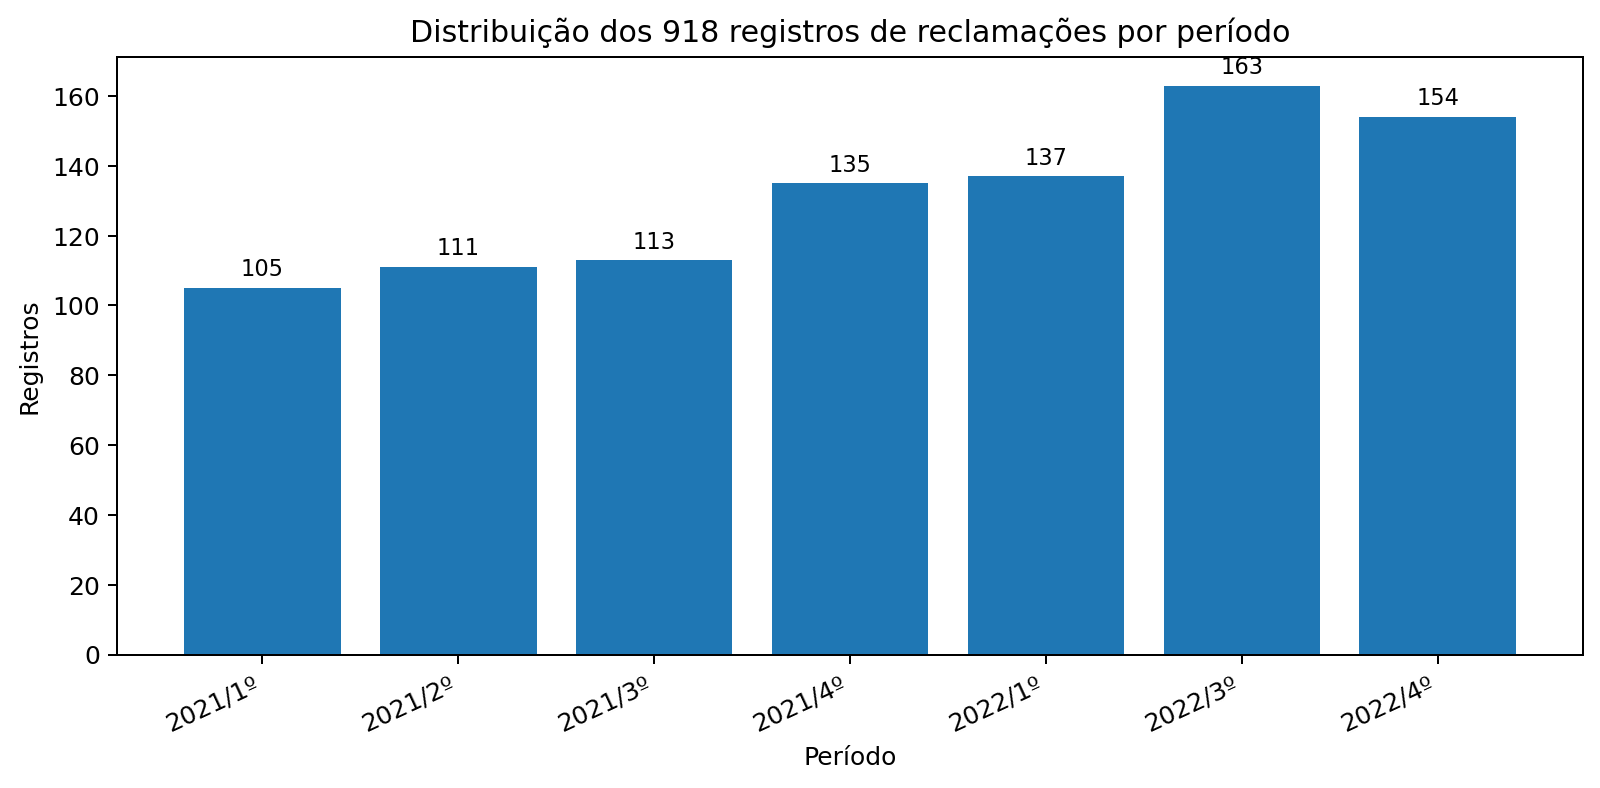 Distribuição dos 918 registros de reclamações por período
163
154
137
135
113
111
105
160
140
120
100
80
60
40
20
0
Registros
2021/1º
2021/2º
2021/3º
2021/4º
2022/1º
2022/3º
2022/4º
Período